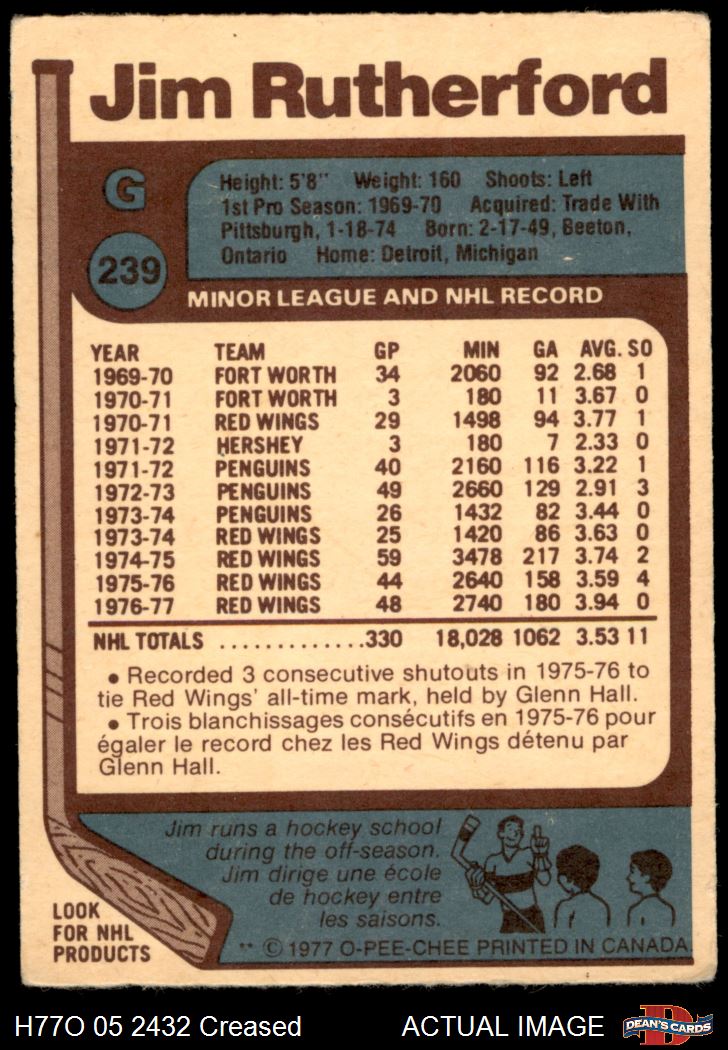 Jim Rutherford
G
239
Height: 5'8" Weight: 160 Shoots: Left
1st Pro Season: 1969-70 Acquired: Trade With
Pittsburgh, 1-18-74 Born: 2-17-49, Beeton,
Ontario Home: Detroit, Michigan
MINOR LEAGUE AND NHL RECORD
YEAR TEAM GP MIN GA AVG. SO
1969-70 FORT WORTH 34 2060 92 2.68 1
1970-71 FORT WORTH 3 180 11 3.67 0
1970-71 RED WINGS 29 1498 94 3.77 1
1971-72 HERSHEY 3 180 7 2.33 0
1971-72 PENGUINS 40 2160 116 3.22 1
1972-73 PENGUINS 49 2660 129 2.91 3
1973-74 PENGUINS 26 1432 82 3.44 0
1973-74 RED WINGS 25 1420 86 3.63 0
1974-75 RED WINGS 59 3478 217 3.74 2
1975-76 RED WINGS 44 2640 158 3.59 4
1976-77 RED WINGS 48 2740 180 3.94 0
NHL TOTALS .............330 18,028 1062 3.53 11
• Recorded 3 consecutive shutouts in 1975-76 to
tie Red Wings' all-time mark, held by Glenn Hall.
• Trois blanchissages consécutifs en 1975-76 pour
égaler le record chez les Red Wings détenu par
Glenn Hall.
Jim runs a hockey school
during the off-season.
Jim dirige une école
de hockey entre
les saisons.
LOOK
FOR NHL
PRODUCTS
** © 1977 O-PEE-CHEE PRINTED IN CANADA
H77O 05 2432 Creased ACTUAL IMAGE
D
DEAN'S CARDS